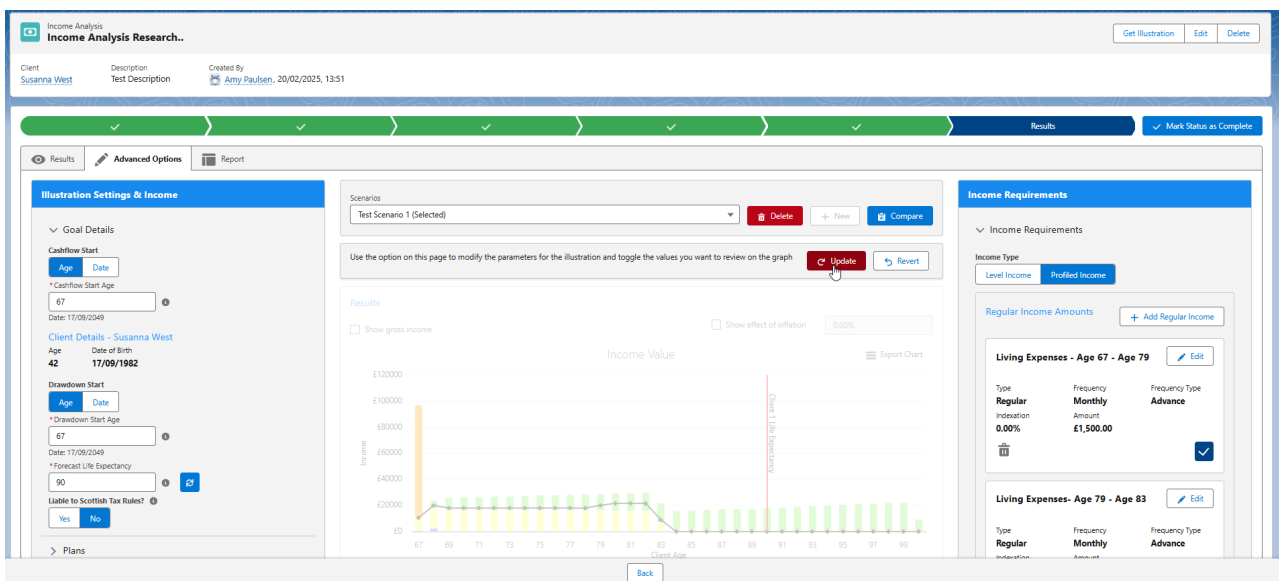 Income Analysis
Income Analysis Research..
Get Illustration
Edit
Delete
Client
Description
Created By
Susanna West
Test Description
Amy Paulsen, 20/02/2025, 13:51
Results
Mark Status as Complete
Results
Advanced Options
Report
Illustration Settings & Income
Goal Details
Cashflow Start
Age
Date
*Cashflow Start Age
67
Date: 17/09/2049
Client Details - Susanna West
Age
Date of Birth
42
17/09/1982
Drawdown Start
Age
Date
*Drawdown Start Age
67
Date: 17/09/2049
*Forecast Life Expectancy
90
Liable to Scottish Tax Rules?
Yes
No
Plans
Scenarios
Test Scenario 1 (Selected)
Delete
+ New
Compare
Use the option on this page to modify the parameters for the illustration and toggle the values you want to review on the graph
Update
Revert
Results
Show gross income
Show effect of inflation
0.00%
Income Value
Export Chart
£120000
£100000
£80000
£60000
£40000
£20000
£0
Income
Client 1 Life Expectancy
67 69 71 73 75 77 79 81 83 85 87 89 91 93 95 97 99
Client Age
Income Requirements
Income Requirements
Income Type
Level Income
Profiled Income
Regular Income Amounts
+ Add Regular Income
Living Expenses - Age 67 - Age 79
Edit
Type
Frequency
Frequency Type
Regular
Monthly
Advance
Indexation
Amount
0.00%
£1,500.00
Living Expenses- Age 79 - Age 83
Edit
Type
Frequency
Frequency Type
Regular
Monthly
Advance
Indexation
Amount
Back